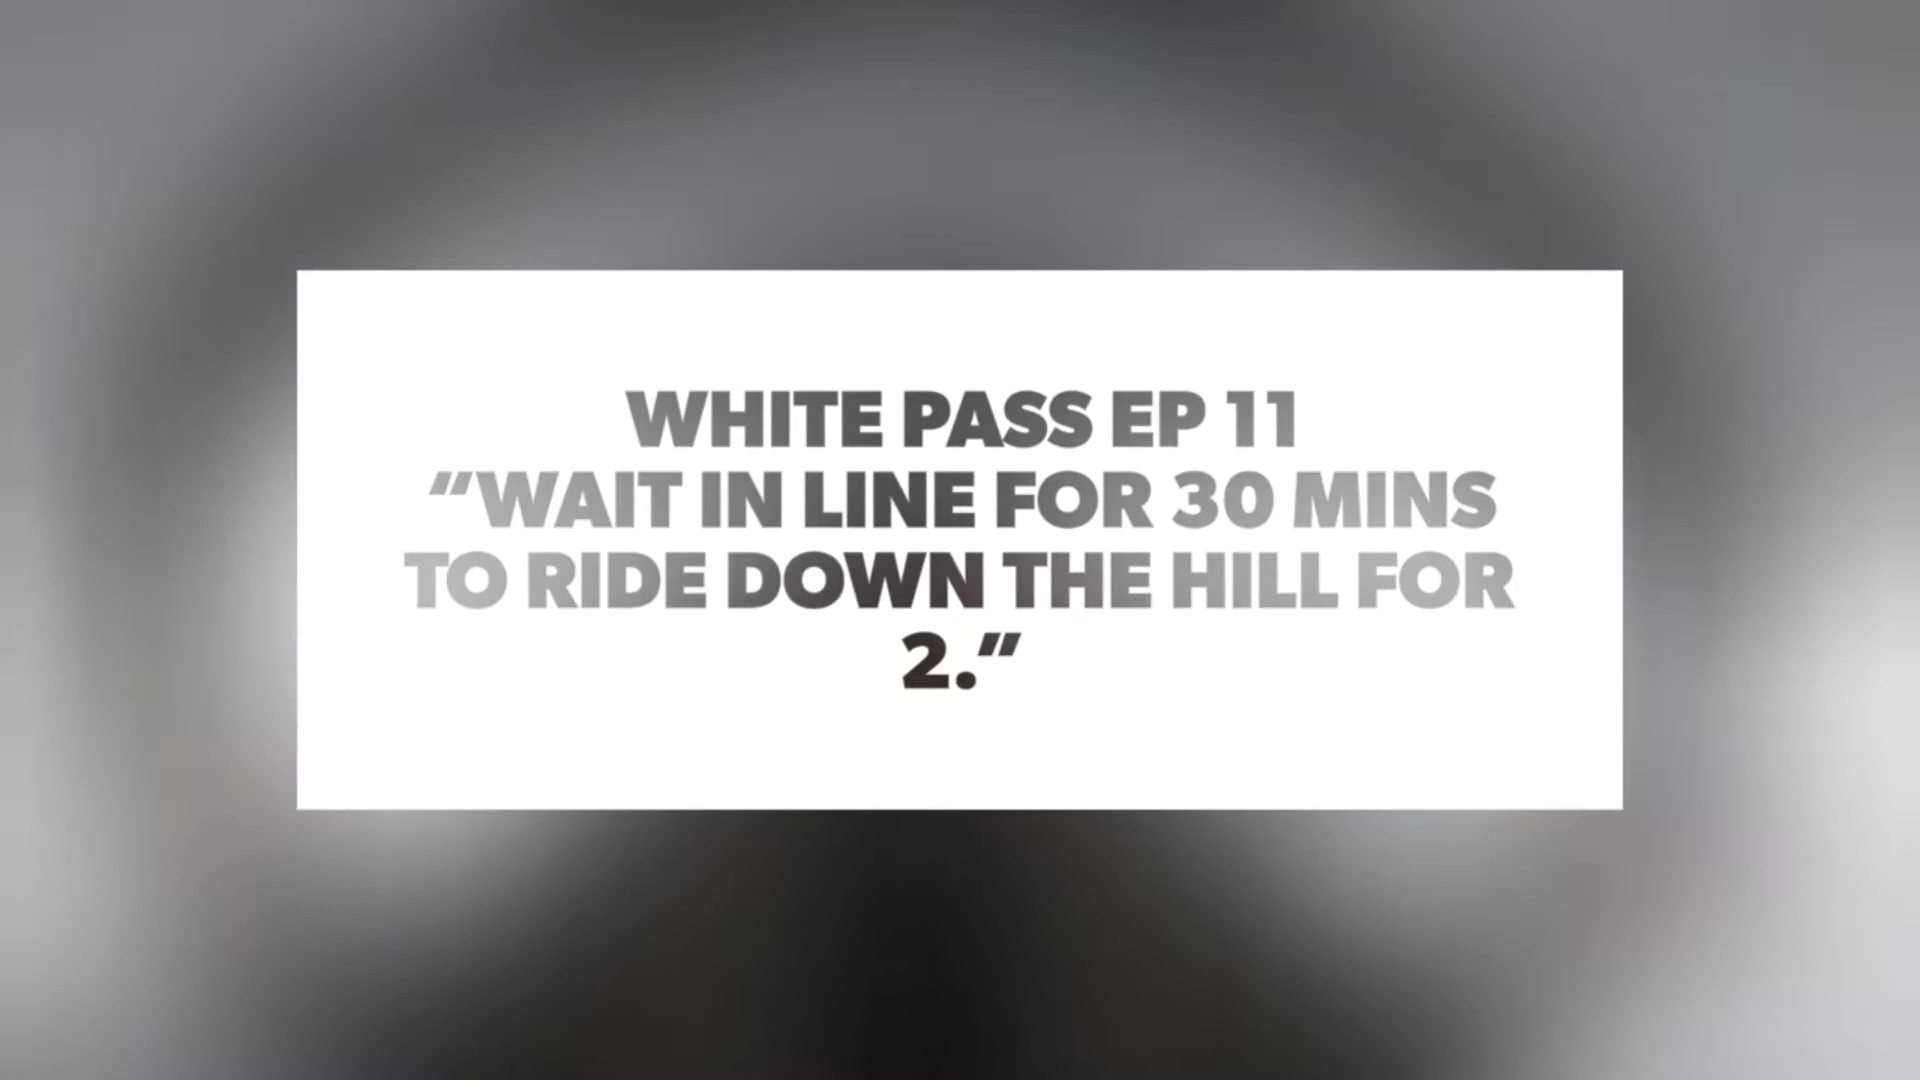 WHITE PASS EP 11
“WAIT IN LINE FOR 30 MINS
TO RIDE DOWN THE HILL FOR
2.”